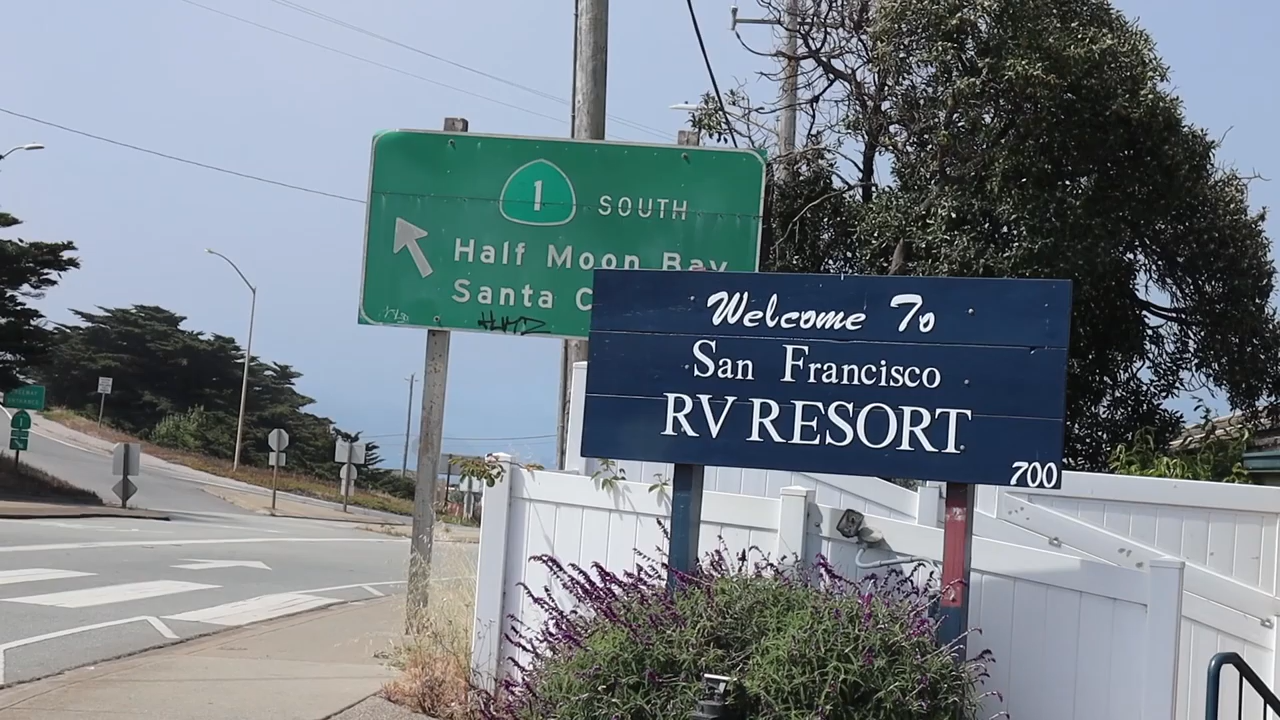 1 SOUTH
Half Moon Bay
Santa C
Welcome To
San Francisco
RV RESORT
700